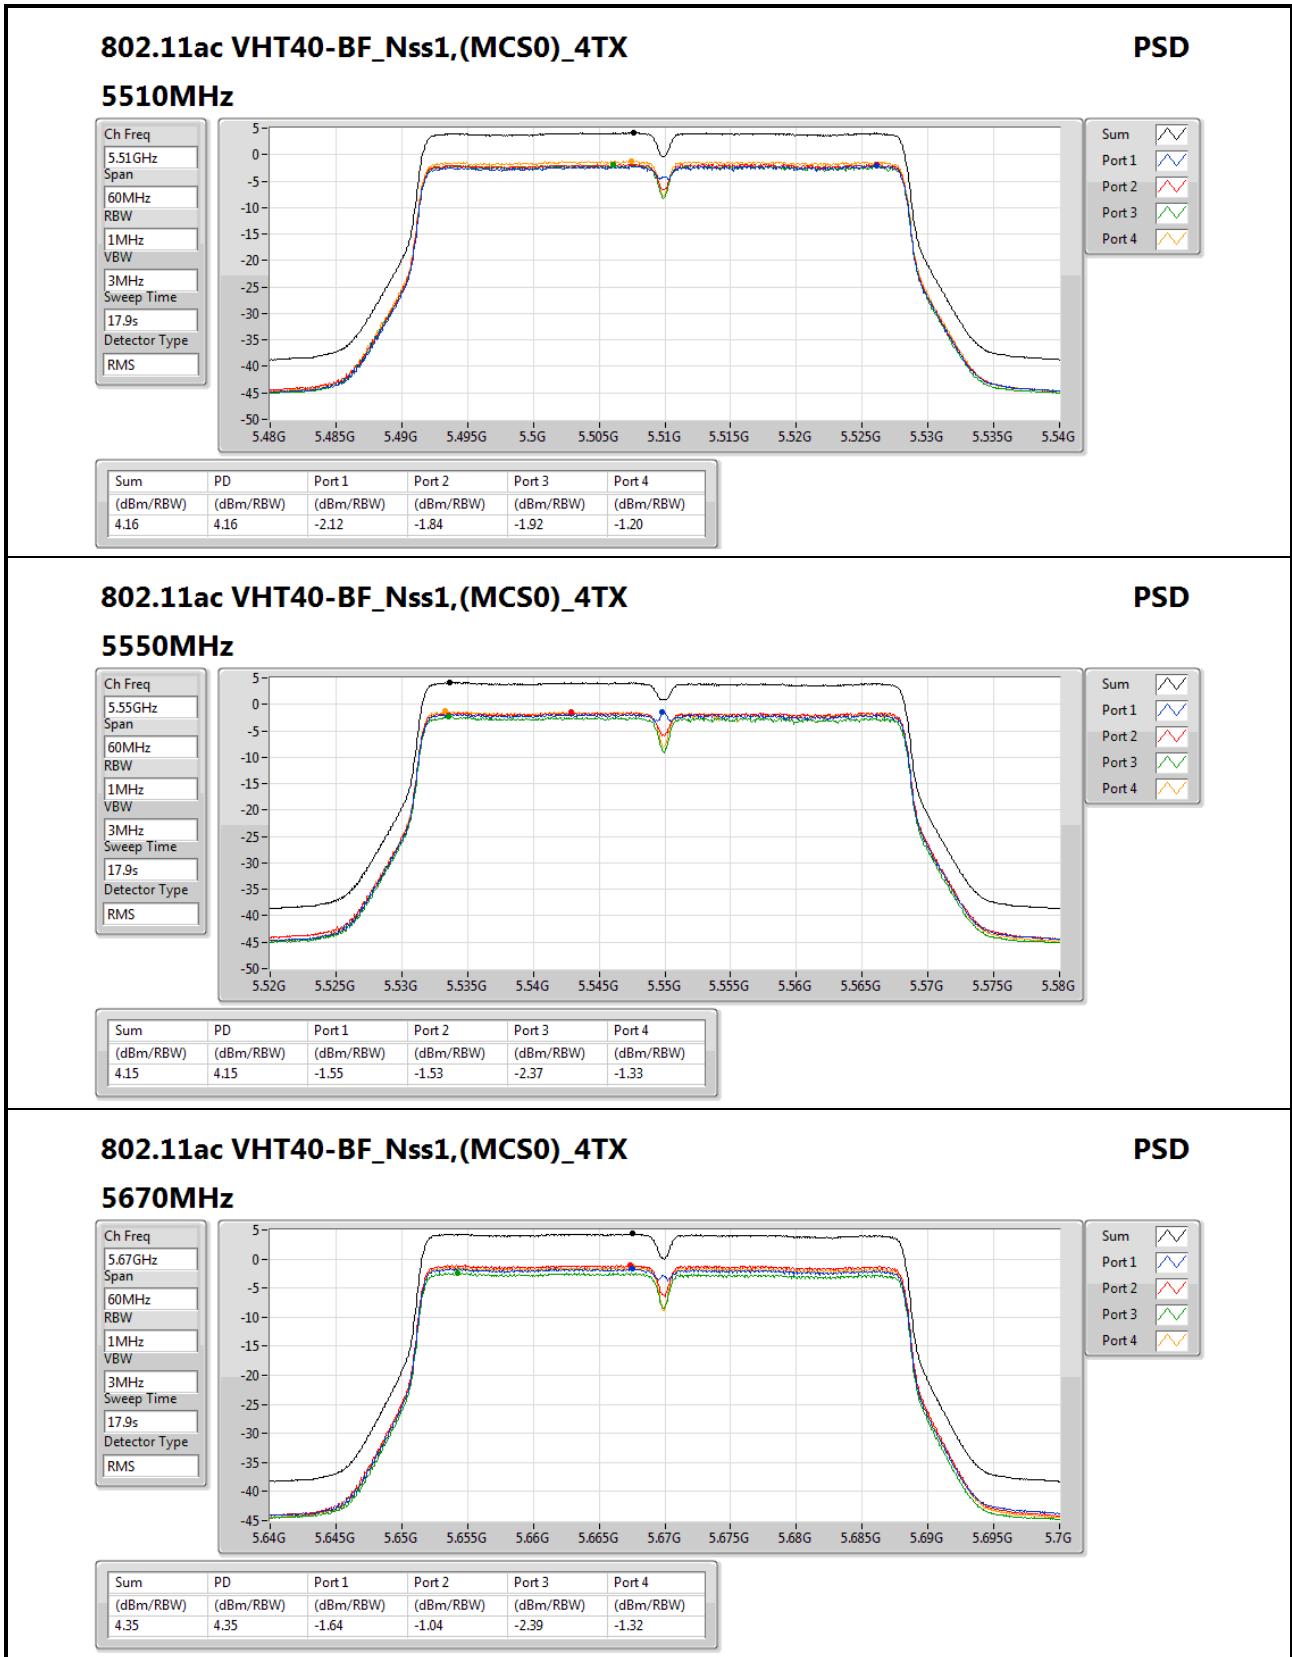 802.11ac VHT40-BF_Nss1,(MCS0)_4TX PSD
5510MHz
Ch Freq
5.51GHz
Span
60MHz
RBW
1MHz
VBW
3MHz
Sweep Time
17.9s
Detector Type
RMS
5
0
-5
-10
-15
-20
-25
-30
-35
-40
-45
-50
5.48G 5.485G 5.49G 5.495G 5.5G 5.505G 5.51G 5.515G 5.52G 5.525G 5.53G 5.535G 5.54G
Sum
Port 1
Port 2
Port 3
Port 4
Sum PD Port 1 Port 2 Port 3 Port 4
(dBm/RBW) (dBm/RBW) (dBm/RBW) (dBm/RBW) (dBm/RBW) (dBm/RBW)
4.16 4.16 -2.12 -1.84 -1.92 -1.20
802.11ac VHT40-BF_Nss1,(MCS0)_4TX PSD
5550MHz
Ch Freq
5.55GHz
Span
60MHz
RBW
1MHz
VBW
3MHz
Sweep Time
17.9s
Detector Type
RMS
5
0
-5
-10
-15
-20
-25
-30
-35
-40
-45
-50
5.52G 5.525G 5.53G 5.535G 5.54G 5.545G 5.55G 5.555G 5.56G 5.565G 5.57G 5.575G 5.58G
Sum
Port 1
Port 2
Port 3
Port 4
Sum PD Port 1 Port 2 Port 3 Port 4
(dBm/RBW) (dBm/RBW) (dBm/RBW) (dBm/RBW) (dBm/RBW) (dBm/RBW)
4.15 4.15 -1.55 -1.53 -2.37 -1.33
802.11ac VHT40-BF_Nss1,(MCS0)_4TX PSD
5670MHz
Ch Freq
5.67GHz
Span
60MHz
RBW
1MHz
VBW
3MHz
Sweep Time
17.9s
Detector Type
RMS
5
0
-5
-10
-15
-20
-25
-30
-35
-40
-45
5.64G 5.645G 5.65G 5.655G 5.66G 5.665G 5.67G 5.675G 5.68G 5.685G 5.69G 5.695G 5.7G
Sum
Port 1
Port 2
Port 3
Port 4
Sum PD Port 1 Port 2 Port 3 Port 4
(dBm/RBW) (dBm/RBW) (dBm/RBW) (dBm/RBW) (dBm/RBW) (dBm/RBW)
4.35 4.35 -1.64 -1.04 -2.39 -1.32